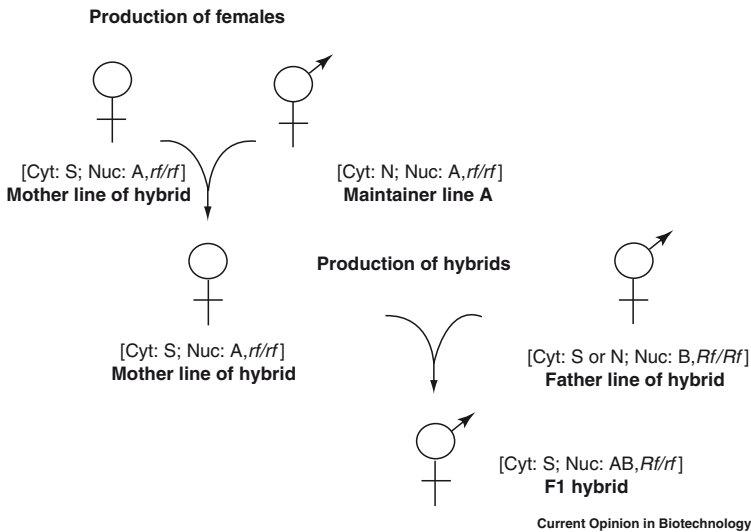 Production of females
[Cyt: S; Nuc: A,rf/rf]
Mother line of hybrid
[Cyt: N; Nuc: A,rf/rf]
Maintainer line A
Production of hybrids
[Cyt: S; Nuc: A,rf/rf]
Mother line of hybrid
[Cyt: S or N; Nuc: B,Rf/Rf]
Father line of hybrid
[Cyt: S; Nuc: AB,Rf/rf]
F1 hybrid
Current Opinion in Biotechnology